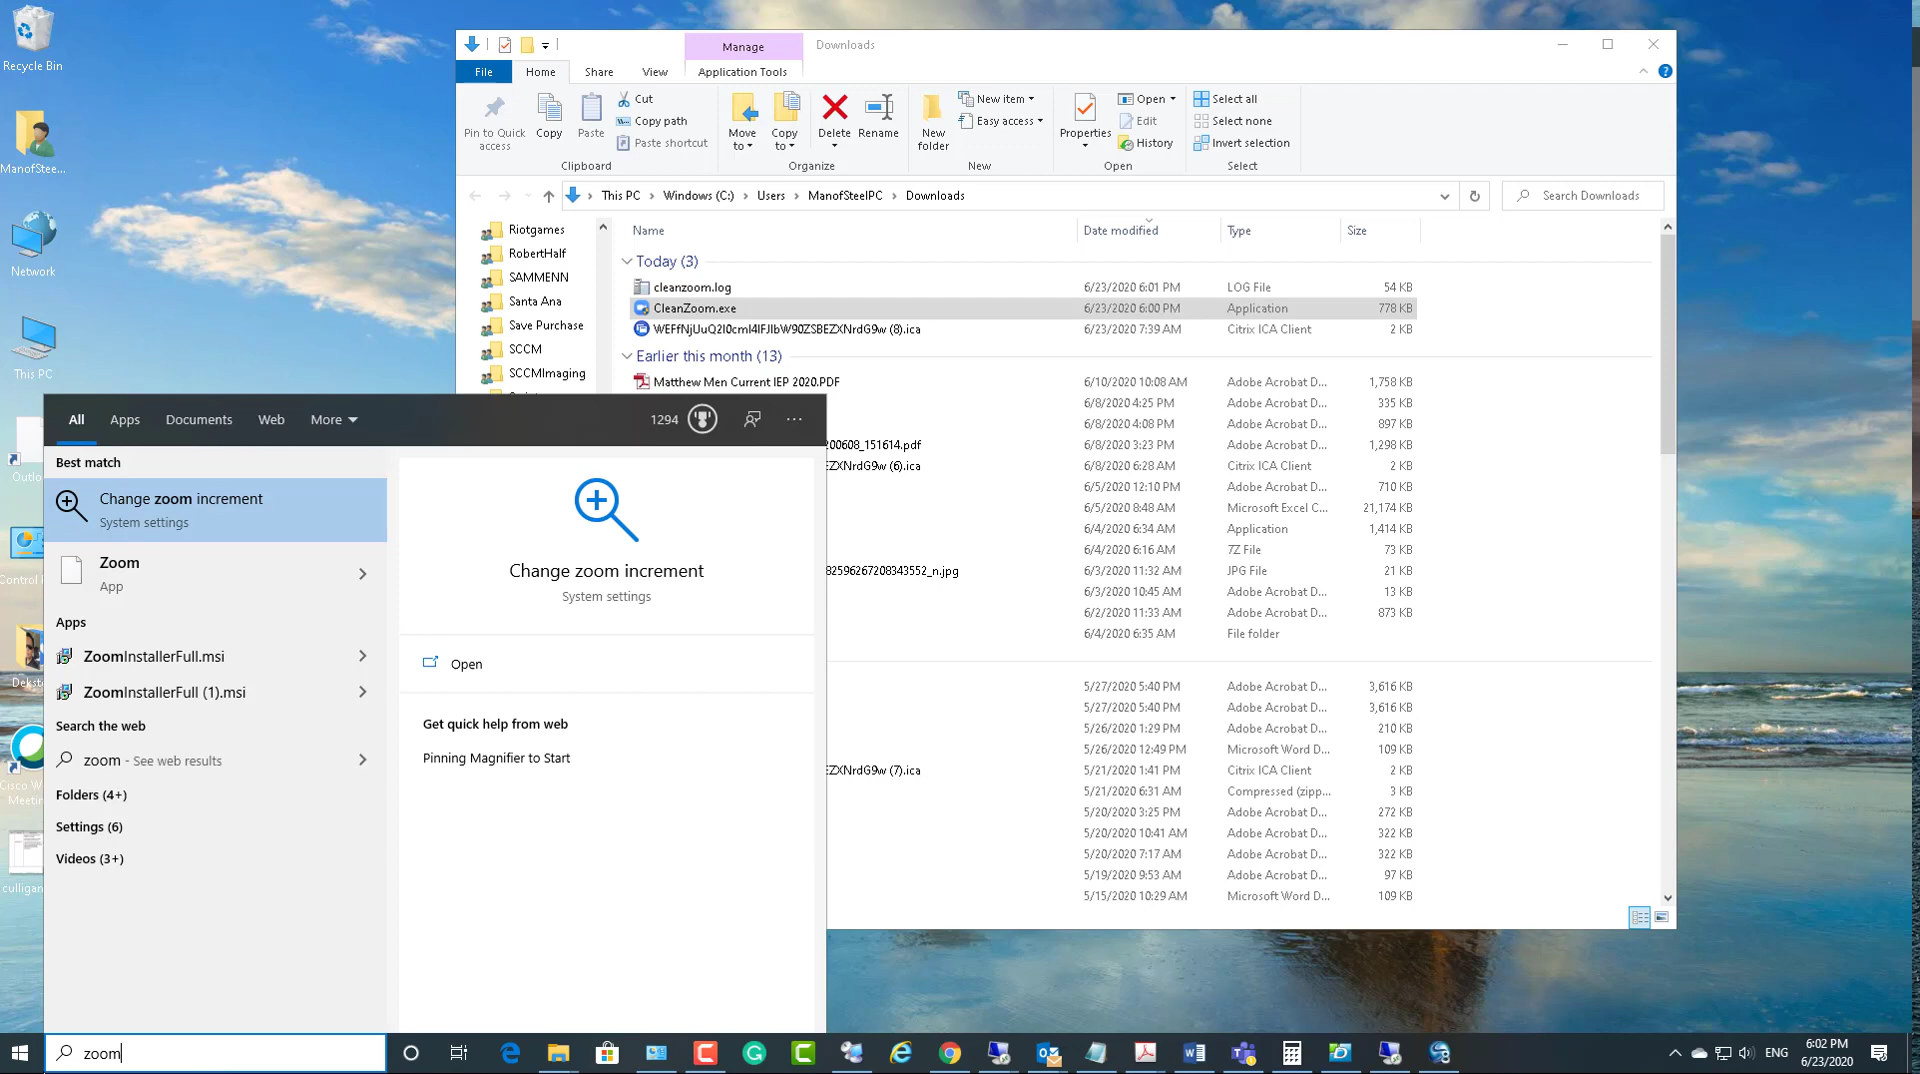 Recycle Bin
ManofStee...
Network
This PC
Outlo
Control
Dekst
Cisco W
Meetin
culligan
Manage
Downloads
File
Home
Share
View
Application Tools
Pin to Quick access
Copy
Paste
Cut
Copy path
Paste shortcut
Clipboard
Move to
Copy to
Delete
Rename
Organize
New folder
New item
Easy access
New
Properties
Open
Edit
History
Open
Select all
Select none
Invert selection
Select
This PC > Windows (C:) > Users > ManofSteelPC > Downloads
Search Downloads
Riotgames
RobertHalf
SAMMENN
Santa Ana
Save Purchase
SCCM
SCCMImaging
Name Date modified Type Size
Today (3)
cleanzoom.log 6/23/2020 6:01 PM LOG File 54 KB
CleanZoom.exe 6/23/2020 6:00 PM Application 778 KB
6/23/2020 7:39 AM Citrix ICA Client 2 KB
Earlier this month (13)
Matthew Men Current IEP 2020.PDF 6/10/2020 10:08 AM Adobe Acrobat D... 1,758 KB
6/8/2020 4:25 PM Adobe Acrobat D... 335 KB
6/8/2020 4:08 PM Adobe Acrobat D... 897 KB
200608_151614.pdf 6/8/2020 3:23 PM Adobe Acrobat D... 1,298 KB
EZXNrdG9w (6).ica 6/8/2020 6:28 AM Citrix ICA Client 2 KB
6/5/2020 12:10 PM Adobe Acrobat D... 710 KB
6/5/2020 8:48 AM Microsoft Excel C... 21,174 KB
6/4/2020 6:34 AM Application 1,414 KB
6/4/2020 6:16 AM 7Z File 73 KB
82596267208343552_n.jpg 6/3/2020 11:32 AM JPG File 21 KB
6/3/2020 10:45 AM Adobe Acrobat D... 13 KB
6/2/2020 11:33 AM Adobe Acrobat D... 873 KB
6/4/2020 6:35 AM File folder
5/27/2020 5:40 PM Adobe Acrobat D... 3,616 KB
5/27/2020 5:40 PM Adobe Acrobat D... 3,616 KB
5/26/2020 1:29 PM Adobe Acrobat D... 210 KB
5/26/2020 12:49 PM Microsoft Word D... 109 KB
EZXNrdG9w (7).ica 5/21/2020 1:41 PM Citrix ICA Client 2 KB
5/21/2020 6:31 AM Compressed (zipp... 3 KB
5/20/2020 3:25 PM Adobe Acrobat D... 272 KB
5/20/2020 10:41 AM Adobe Acrobat D... 322 KB
5/20/2020 7:17 AM Adobe Acrobat D... 322 KB
5/19/2020 9:53 AM Adobe Acrobat D... 97 KB
5/15/2020 10:29 AM Microsoft Word D... 109 KB
All Apps Documents Web More 1294 ...
Best match
Change zoom increment
System settings
Zoom
App
Apps
ZoomInstallerFull.msi
ZoomInstallerFull (1).msi
Search the web
zoom - See web results
Folders (4+)
Settings (6)
Videos (3+)
Change zoom increment
System settings
Open
Get quick help from web
Pinning Magnifier to Start
zoom
ENG
6:02 PM
6/23/2020